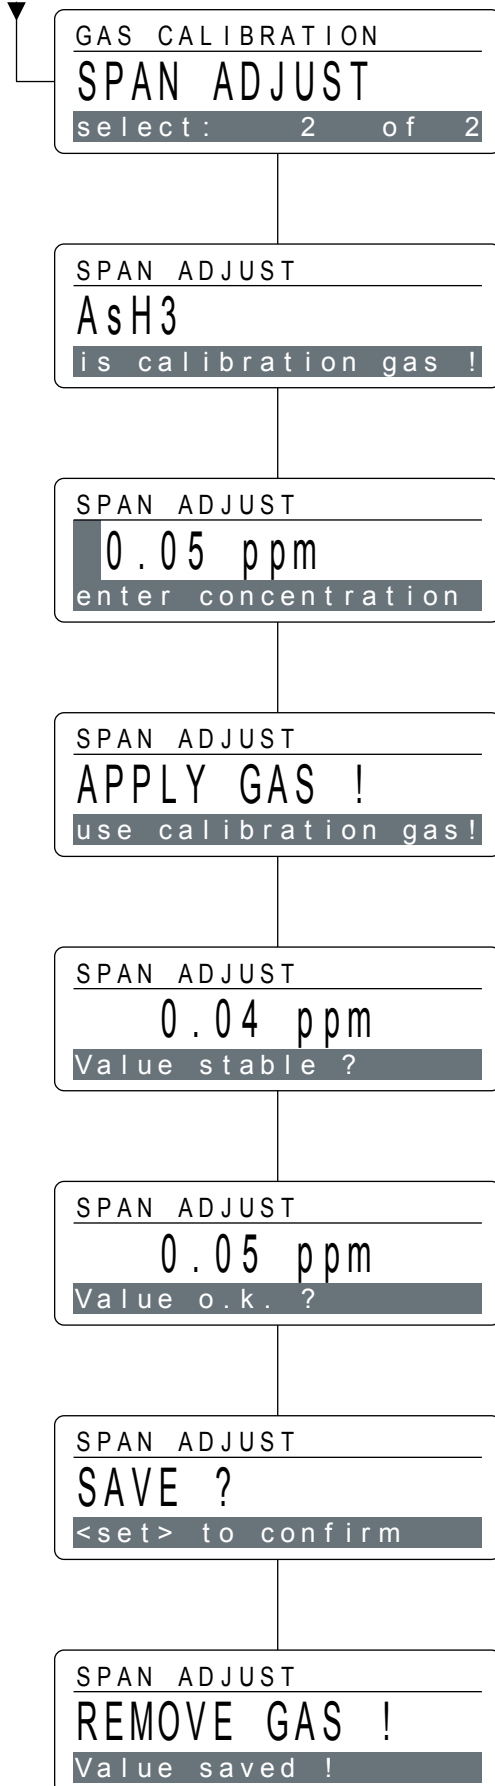 GAS CALIBRATION
SPAN ADJUST
select: 2 of 2
SPAN ADJUST
AsH3
is calibration gas !
SPAN ADJUST
0.05 ppm
enter concentration
SPAN ADJUST
APPLY GAS !
use calibration gas!
SPAN ADJUST
0.04 ppm
Value stable ?
SPAN ADJUST
0.05 ppm
Value o.k. ?
SPAN ADJUST
SAVE ?
<set> to confirm
SPAN ADJUST
REMOVE GAS !
Value saved !